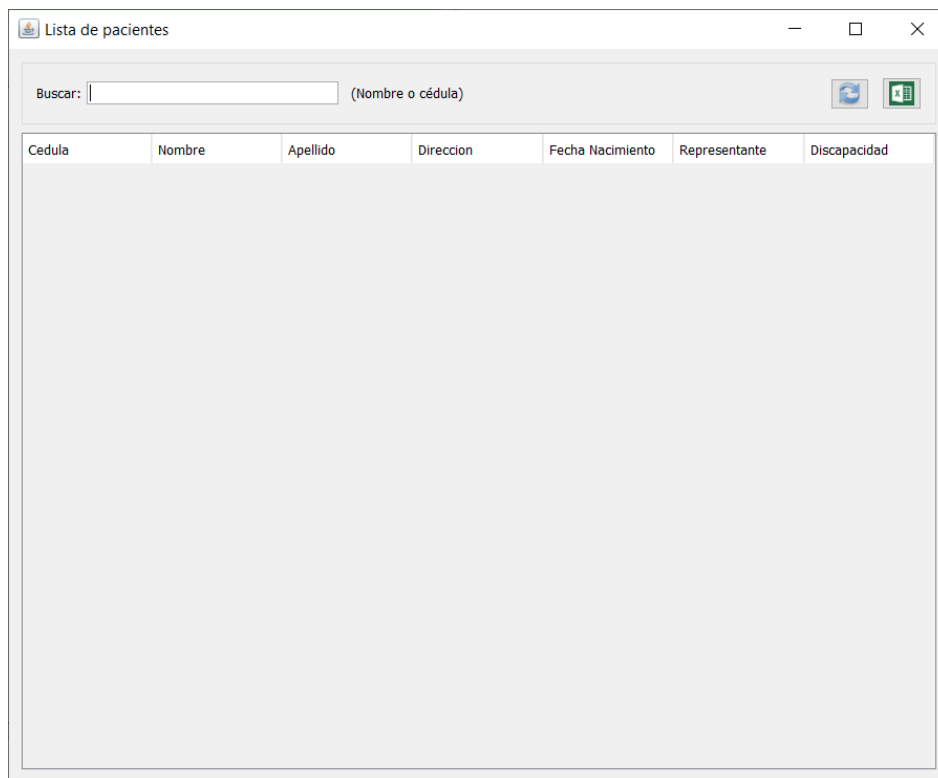 Lista de pacientes
Buscar: (Nombre o cédula)
Cedula Nombre Apellido Direccion Fecha Nacimiento Representante Discapacidad